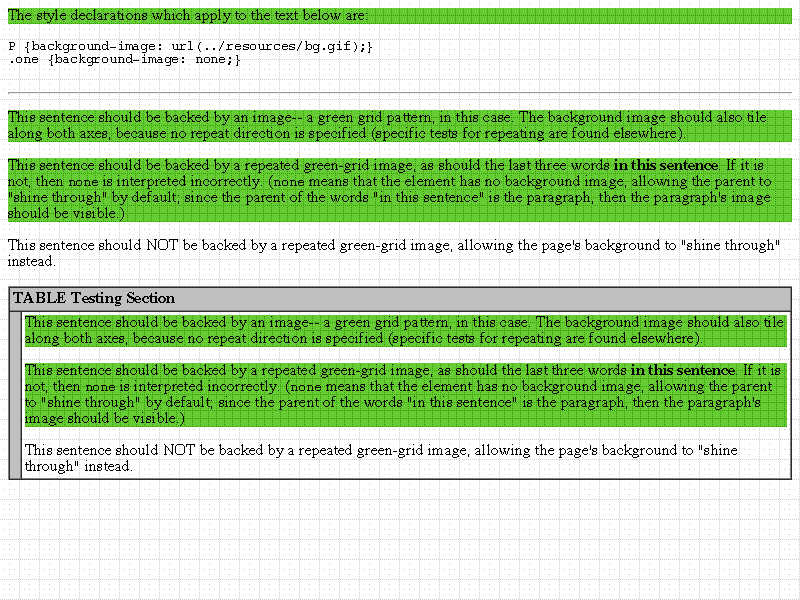 The style declarations which apply to the text below are:
P {background-image: url(../resources/bg.gif);}
.one {background-image: none;}
This sentence should be backed by an image-- a green grid pattern, in this case. The background image should also tile
along both axes, because no repeat direction is specified (specific tests for repeating are found elsewhere).
This sentence should be backed by a repeated green-grid image, as should the last three words in this sentence. If it is
not, then none is interpreted incorrectly. (none means that the element has no background image, allowing the parent to
"shine through" by default; since the parent of the words "in this sentence" is the paragraph, then the paragraph's image
should be visible.)
This sentence should NOT be backed by a repeated green-grid image, allowing the page's background to "shine through"
instead.
TABLE Testing Section
This sentence should be backed by an image-- a green grid pattern, in this case. The background image should also tile
along both axes, because no repeat direction is specified (specific tests for repeating are found elsewhere).
This sentence should be backed by a repeated green-grid image, as should the last three words in this sentence. If it is
not, then none is interpreted incorrectly. (none means that the element has no background image, allowing the parent
to "shine through" by default; since the parent of the words "in this sentence" is the paragraph, then the paragraph's
image should be visible.)
This sentence should NOT be backed by a repeated green-grid image, allowing the page's background to "shine
through" instead.